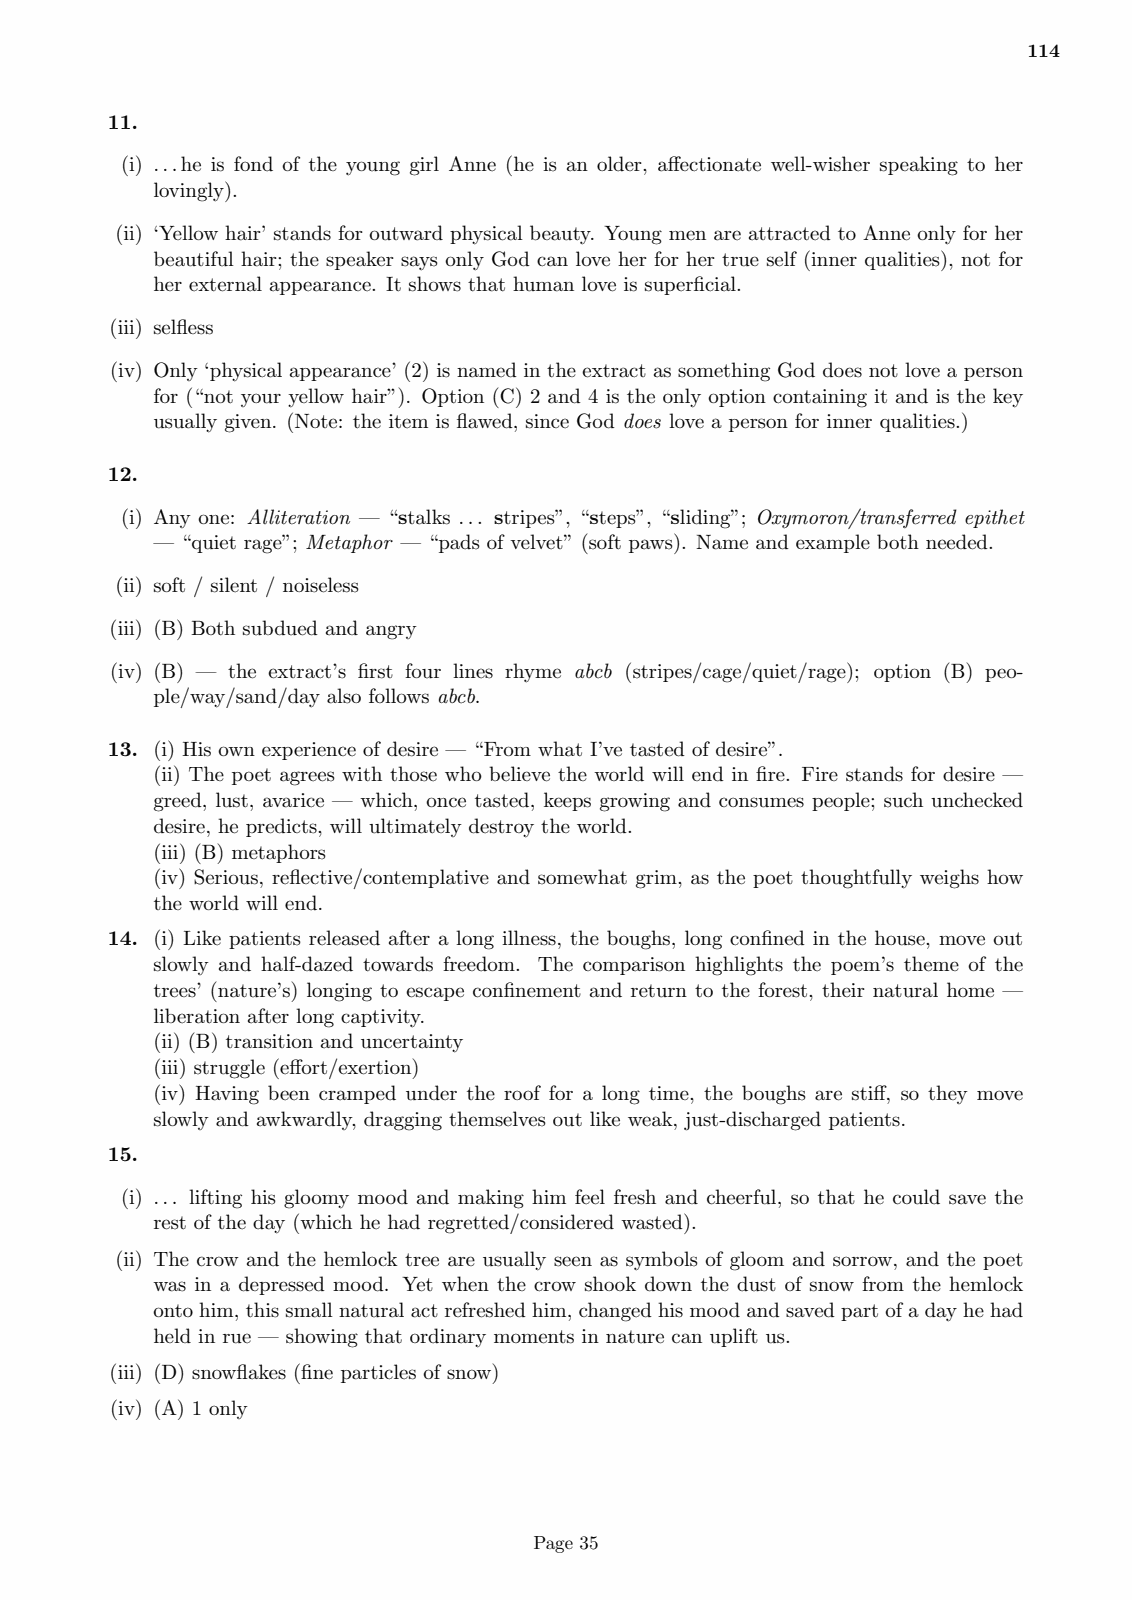 114
11.
(i) ...he is fond of the young girl Anne (he is an older, affectionate well-wisher speaking to her
lovingly).
(ii) ‘Yellow hair’ stands for outward physical beauty. Young men are attracted to Anne only for her
beautiful hair; the speaker says only God can love her for her true self (inner qualities), not for
her external appearance. It shows that human love is superficial.
(iii) selfless
(iv) Only ‘physical appearance’ (2) is named in the extract as something God does not love a person
for (“not your yellow hair”). Option (C) 2 and 4 is the only option containing it and is the key
usually given. (Note: the item is flawed, since God does love a person for inner qualities.)
12.
(i) Any one: Alliteration — “stalks ... stripes”, “steps”, “sliding”; Oxymoron/transferred epithet
— “quiet rage”; Metaphor — “pads of velvet” (soft paws). Name and example both needed.
(ii) soft / silent / noiseless
(iii) (B) Both subdued and angry
(iv) (B) — the extract’s first four lines rhyme abcb (stripes/cage/quiet/rage); option (B) peo-
ple/way/sand/day also follows abcb.
13. (i) His own experience of desire — “From what I’ve tasted of desire”.
(ii) The poet agrees with those who believe the world will end in fire. Fire stands for desire —
greed, lust, avarice — which, once tasted, keeps growing and consumes people; such unchecked
desire, he predicts, will ultimately destroy the world.
(iii) (B) metaphors
(iv) Serious, reflective/contemplative and somewhat grim, as the poet thoughtfully weighs how
the world will end.
14. (i) Like patients released after a long illness, the boughs, long confined in the house, move out
slowly and half-dazed towards freedom. The comparison highlights the poem’s theme of the
trees’ (nature’s) longing to escape confinement and return to the forest, their natural home —
liberation after long captivity.
(ii) (B) transition and uncertainty
(iii) struggle (effort/exertion)
(iv) Having been cramped under the roof for a long time, the boughs are stiff, so they move
slowly and awkwardly, dragging themselves out like weak, just-discharged patients.
15.
(i) ... lifting his gloomy mood and making him feel fresh and cheerful, so that he could save the
rest of the day (which he had regretted/considered wasted).
(ii) The crow and the hemlock tree are usually seen as symbols of gloom and sorrow, and the poet
was in a depressed mood. Yet when the crow shook down the dust of snow from the hemlock
onto him, this small natural act refreshed him, changed his mood and saved part of a day he had
held in rue — showing that ordinary moments in nature can uplift us.
(iii) (D) snowflakes (fine particles of snow)
(iv) (A) 1 only
Page 35